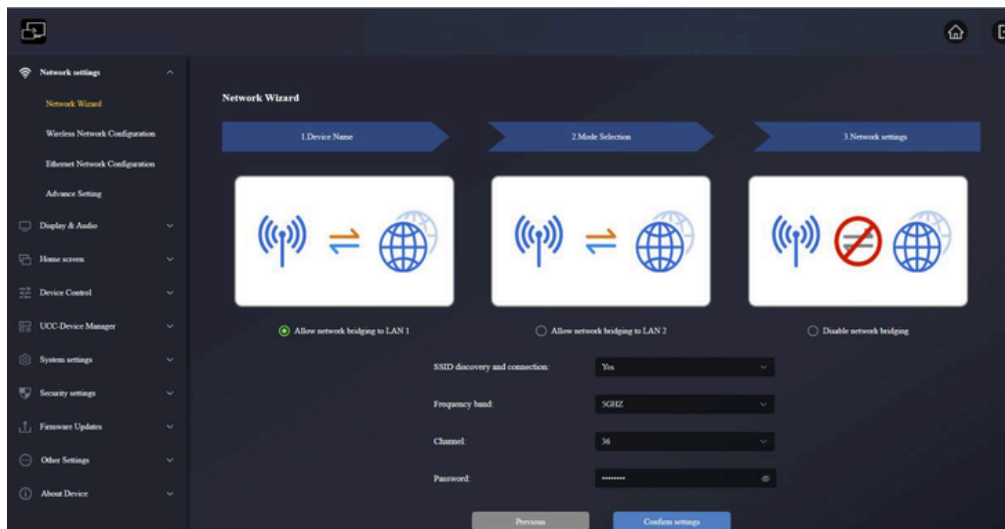 Network settings
Network Wizard
Wireless Network Configuration
Ethernet Network Configuration
Advance Setting
Display & Audio
Home screen
Device Control
UCC-Device Manager
System settings
Security settings
Firmware Updates
Other Settings
About Device
Network Wizard
1.Device Name
2.Mode Selection
3.Network settings
Allow network bridging to LAN 1
Allow network bridging to LAN 2
Disable network bridging
SSID discovery and connection: Yes
Frequency band: 5GHZ
Channel: 36
Password: ••••••••
Previous
Confirm settings